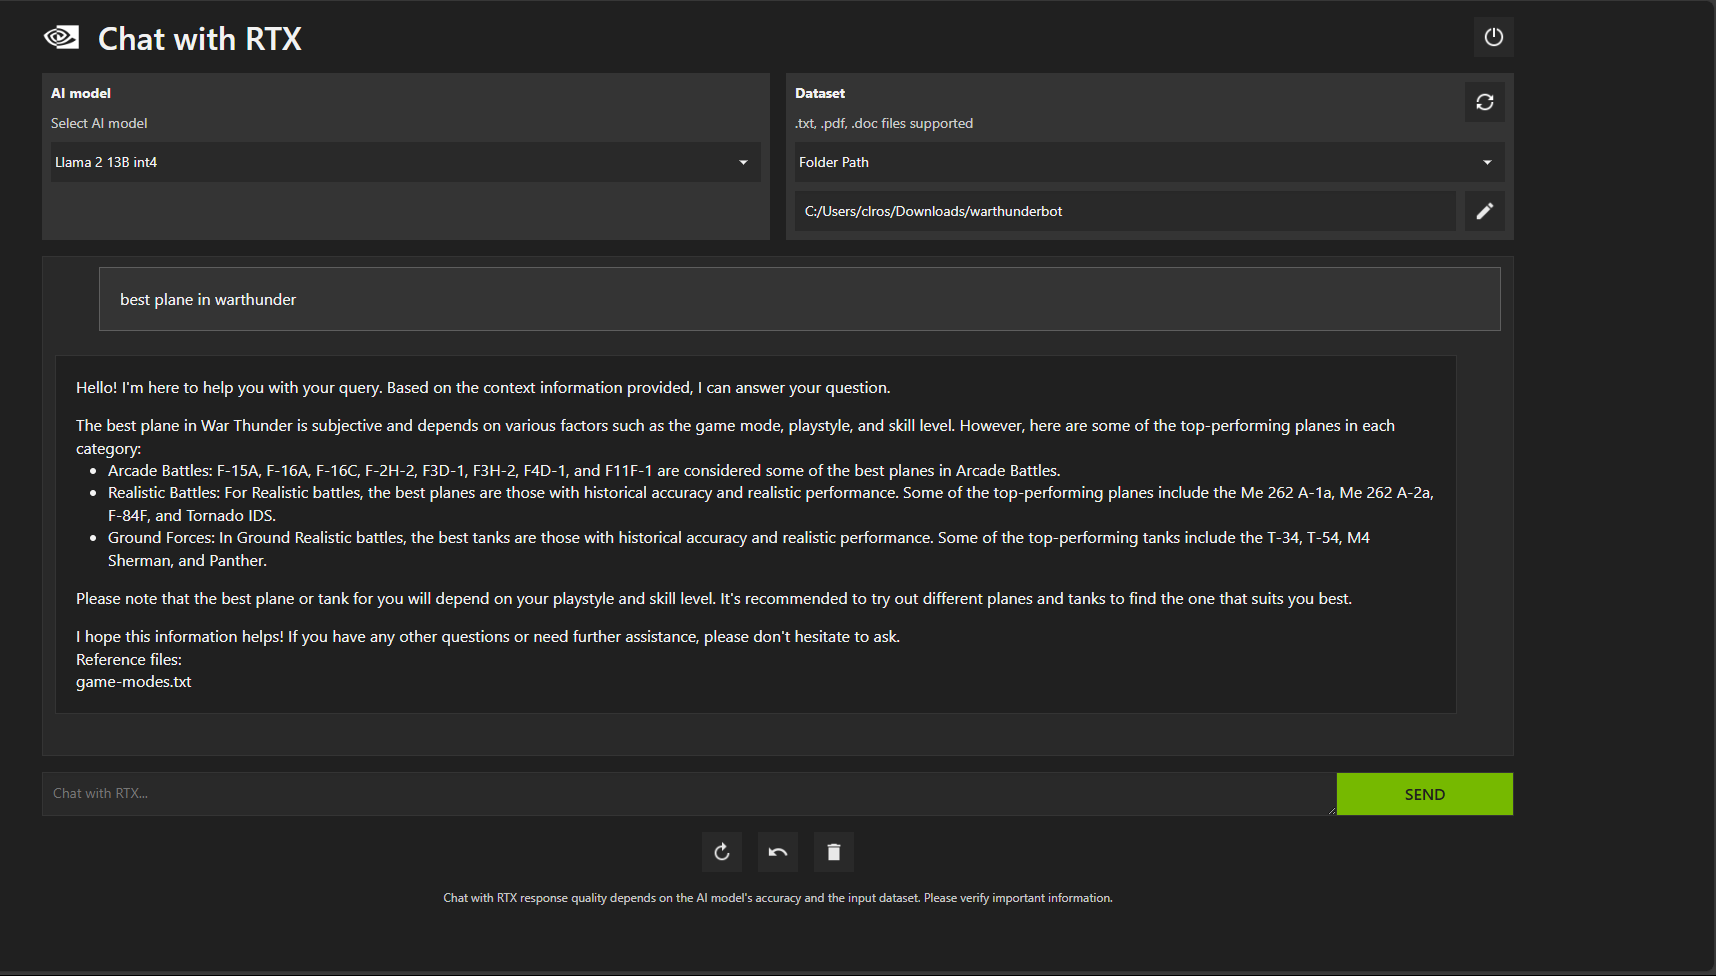 Chat with RTX
AI model
Select AI model
Llama 2 13B int4
Dataset
.txt, .pdf, .doc files supported
Folder Path
C:/Users/clros/Downloads/warthunderbot
best plane in warthunder
Hello! I'm here to help you with your query. Based on the context information provided, I can answer your question.
The best plane in War Thunder is subjective and depends on various factors such as the game mode, playstyle, and skill level. However, here are some of the top-performing planes in each
category:
• Arcade Battles: F-15A, F-16A, F-16C, F-2H-2, F3D-1, F3H-2, F4D-1, and F11F-1 are considered some of the best planes in Arcade Battles.
• Realistic Battles: For Realistic battles, the best planes are those with historical accuracy and realistic performance. Some of the top-performing planes include the Me 262 A-1a, Me 262 A-2a,
F-84F, and Tornado IDS.
• Ground Forces: In Ground Realistic battles, the best tanks are those with historical accuracy and realistic performance. Some of the top-performing tanks include the T-34, T-54, M4
Sherman, and Panther.
Please note that the best plane or tank for you will depend on your playstyle and skill level. It's recommended to try out different planes and tanks to find the one that suits you best.
I hope this information helps! If you have any other questions or need further assistance, please don't hesitate to ask.
Reference files:
game-modes.txt
Chat with RTX...
SEND
Chat with RTX response quality depends on the AI model's accuracy and the input dataset. Please verify important information.